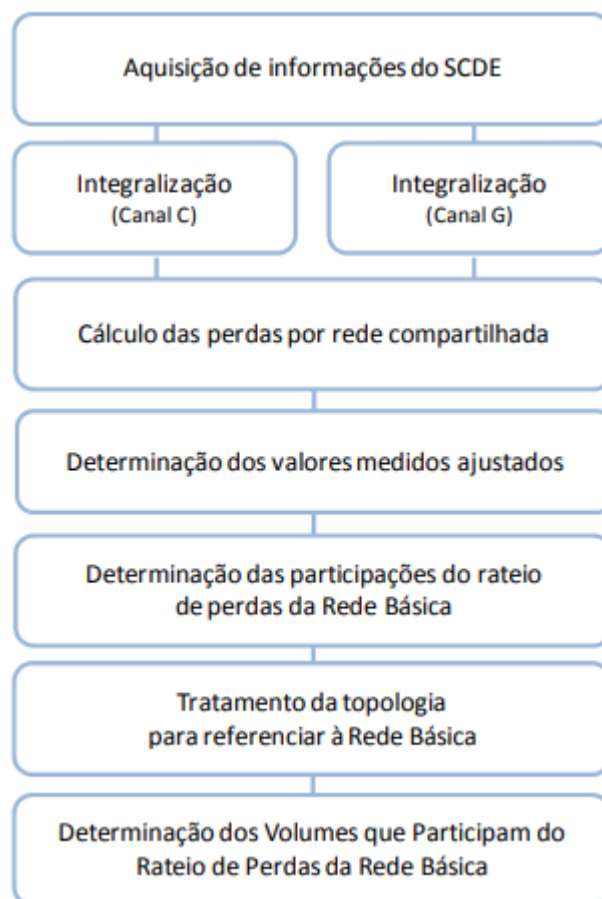 Aquisição de informações do SCDE
Integralização
(Canal C)
Integralização
(Canal G)
Cálculo das perdas por rede compartilhada
Determinação dos valores medidos ajustados
Determinação das participações do rateio
de perdas da Rede Básica
Tratamento da topologia
para referenciar à Rede Básica
Determinação dos Volumes que Participam do
Rateio de Perdas da Rede Básica